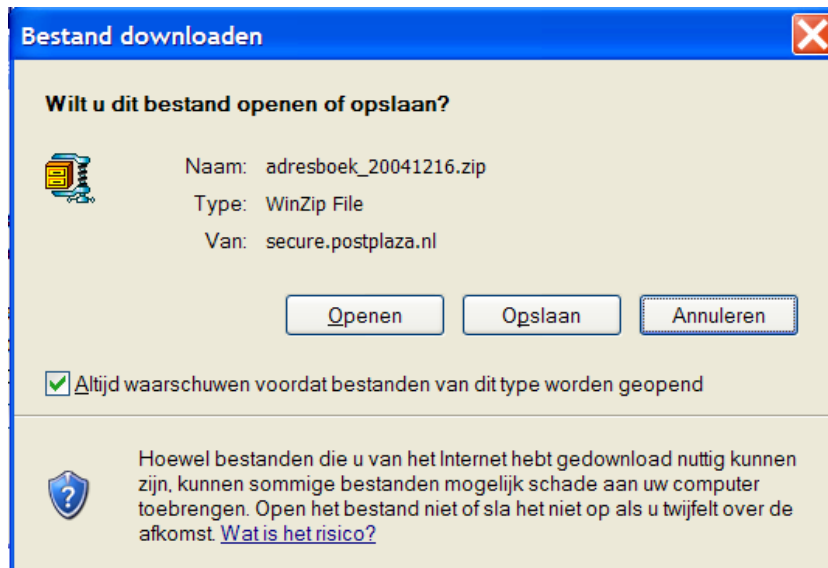 Bestand downloaden
Wilt u dit bestand openen of opslaan?
Naam: adresboek_20041216.zip
Type: WinZip File
Van: secure.postplaza.nl
Openen Opslaan Annuleren
Altijd waarschuwen voordat bestanden van dit type worden geopend
Hoewel bestanden die u van het Internet hebt gedownload nuttig kunnen
zijn, kunnen sommige bestanden mogelijk schade aan uw computer
toebrengen. Open het bestand niet of sla het niet op als u twijfelt over de
afkomst. Wat is het risico?